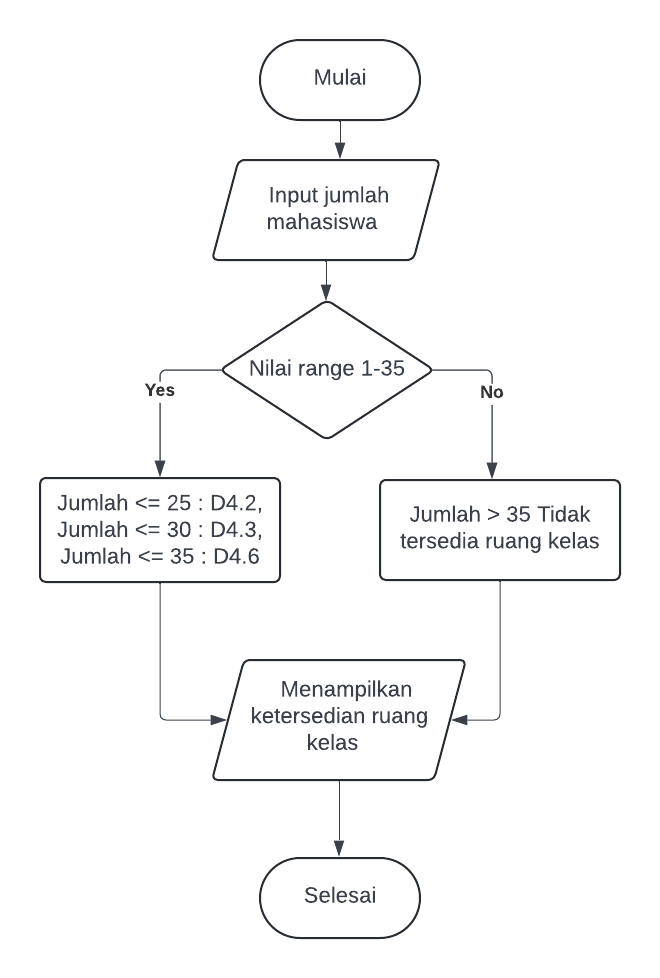 Mulai
Input jumlah
mahasiswa
Nilai range 1-35
Yes
No
Jumlah <= 25 : D4.2,
Jumlah <= 30 : D4.3,
Jumlah <= 35 : D4.6
Jumlah > 35 Tidak
tersedia ruang kelas
Menampilkan
ketersedian ruang
kelas
Selesai